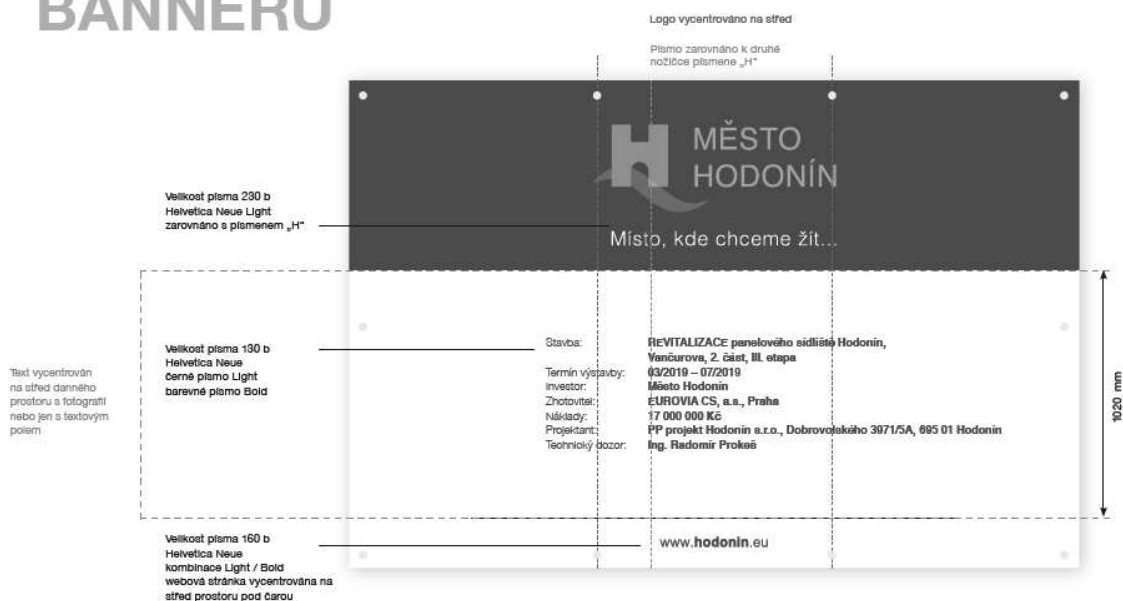 BANNERU
Logo vycentrováno na střed
Písmo zarovnáno k druhé
nožičce písmene „H“
MĚSTO
HODONÍN
Místo, kde chceme žít...
Velikost písma 230 b
Helvetica Neue Light
zarovnáno s písmenem „H“
Velikost písma 130 b
Helvetica Neue
černé písmo Light
barevné písmo Bold
Text vycentrován
na střed danného
prostoru s fotografií
nebo jen s textovým
polem
Stavba: REVITALIZACE panelového sídliště Hodonín,
Vančurova, 2. část, III. etapa
Termín výstavby: 03/2019 – 07/2019
Investor: Město Hodonín
Zhotovitel: EUROVIA CS, a.s., Praha
Náklady: 17 000 000 Kč
Projektant: PP projekt Hodonín s.r.o., Dobrovolského 3971/5A, 695 01 Hodonín
Technický dozor: Ing. Radomír Prokeš
1020 mm
Velikost písma 160 b
Helvetica Neue
kombinace Light / Bold
webová stránka vycentrována na
střed prostoru pod čarou
www.hodonin.eu